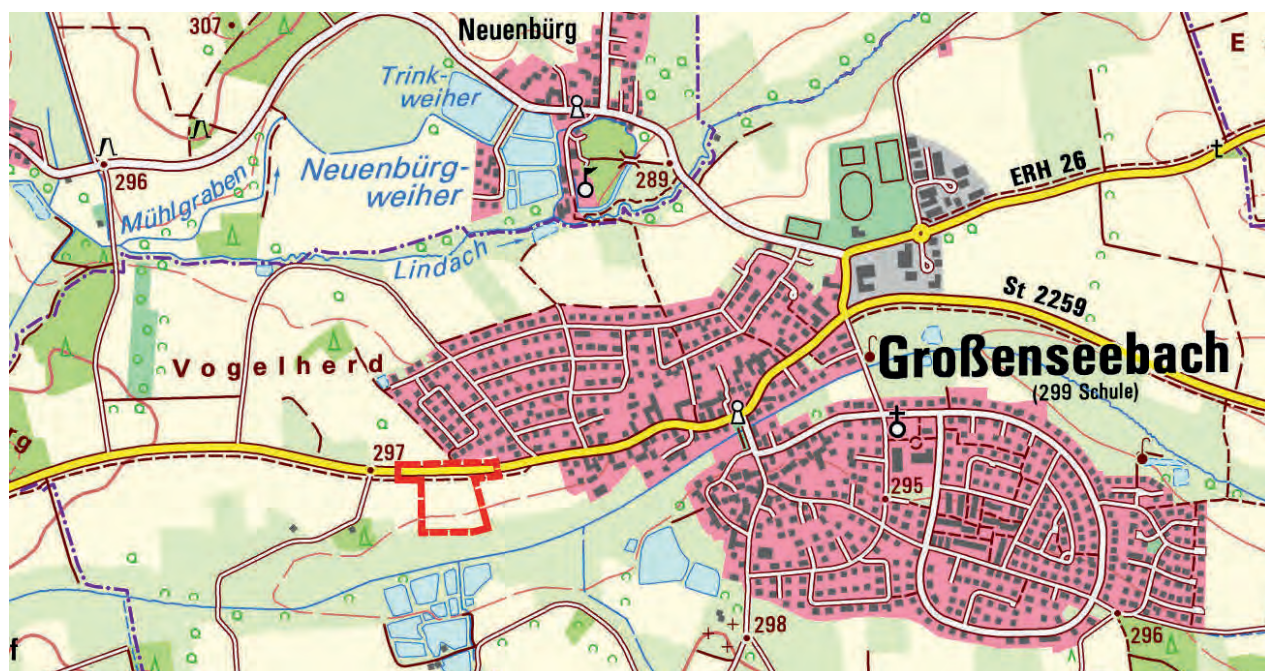 307
Neuenbürg
E
Trink-
weiher
ERH 26
296
Mühlgraben
Neuenbürg-
weiher
289
Lindach
St 2259
Vogelherd
Großenseebach
(299 Schule)
rg
297
295
298
296
f